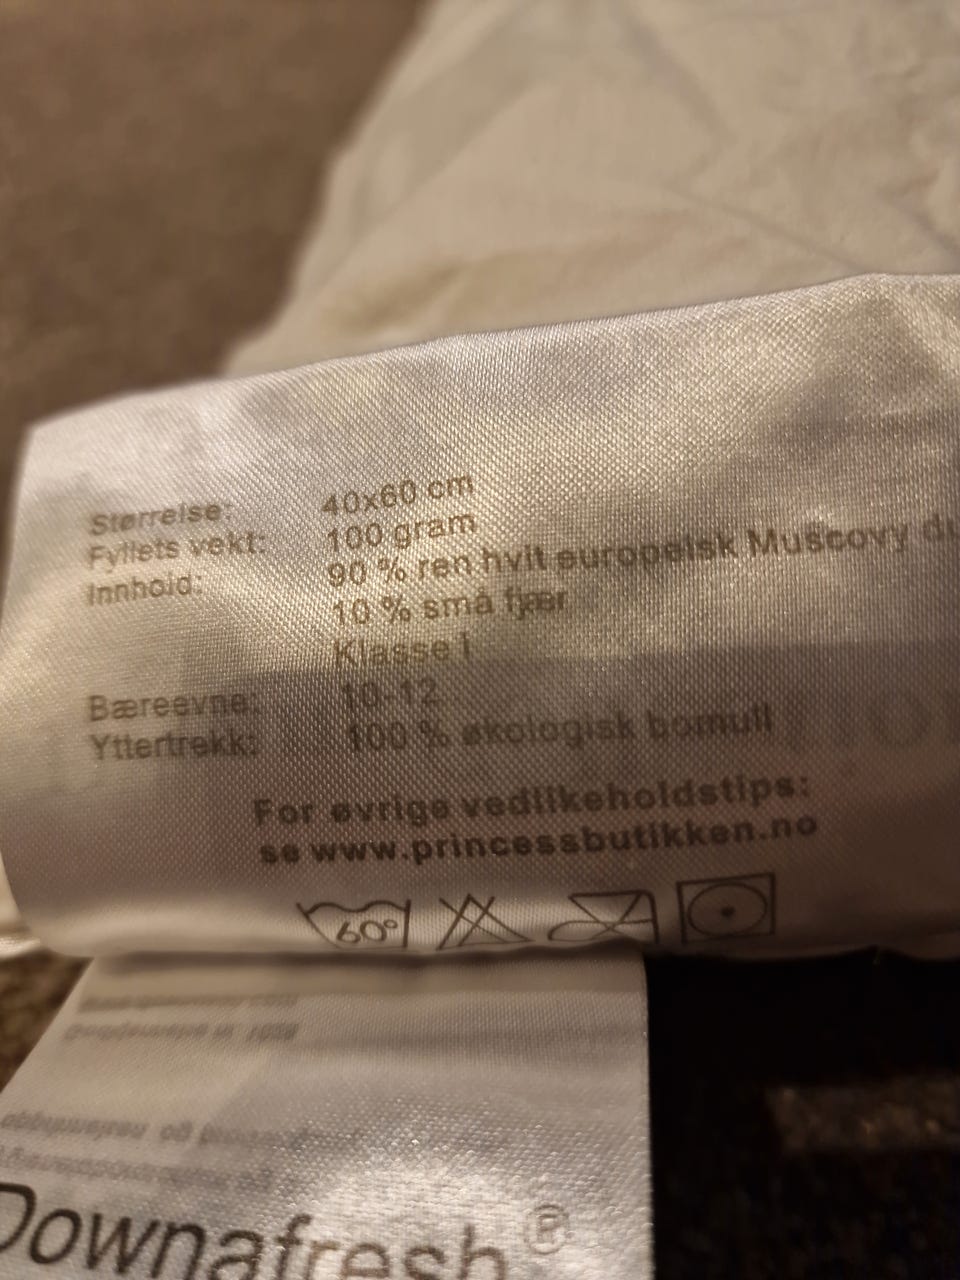 Størrelse: 40x60 cm
Fyllets vekt: 100 gram
Innhold: 90 % ren hvit europeisk Muscovy du
10 % små fjær
Klasse I
Bæreevne: 10-12
Yttertrekk: 100 % økologisk bomull
For øvrige vedlikeholdstips:
se www.princessbutikken.no
60°
Downafresh®